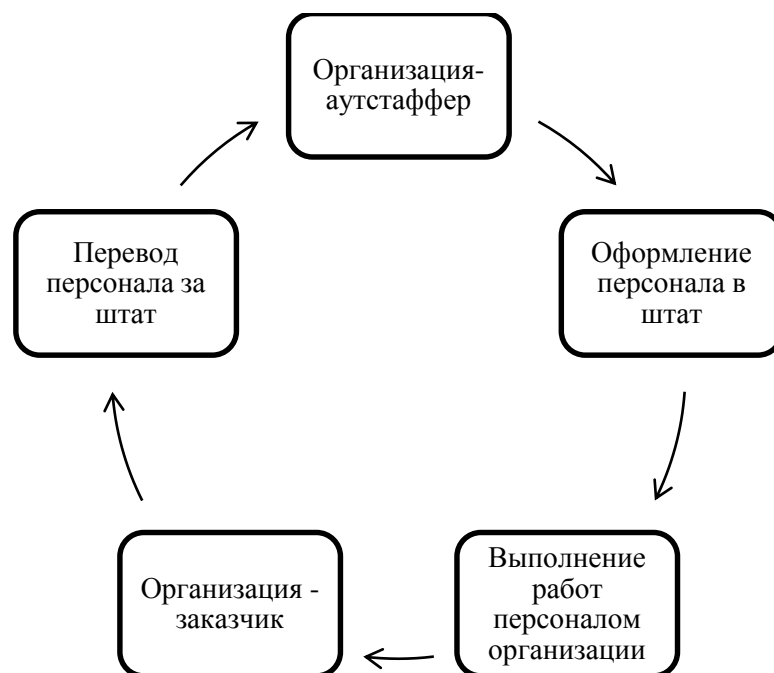 Организация-
аутстаффер
Оформление
персонала в
штат
Выполнение
работ
персоналом
организации
Организация -
заказчик
Перевод
персонала за
штат